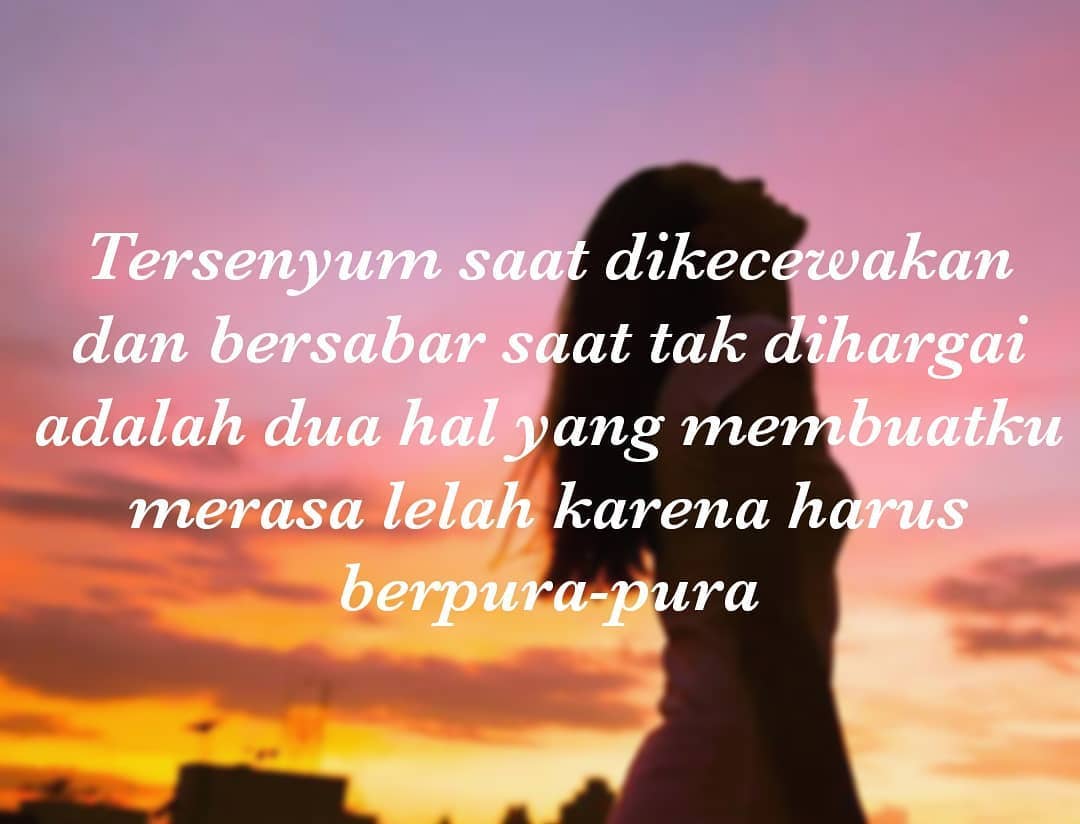 Tersenyum saat dikecewakan
dan bersabar saat tak dihargai
adalah dua hal yang membuatku
merasa lelah karena harus
berpura-pura